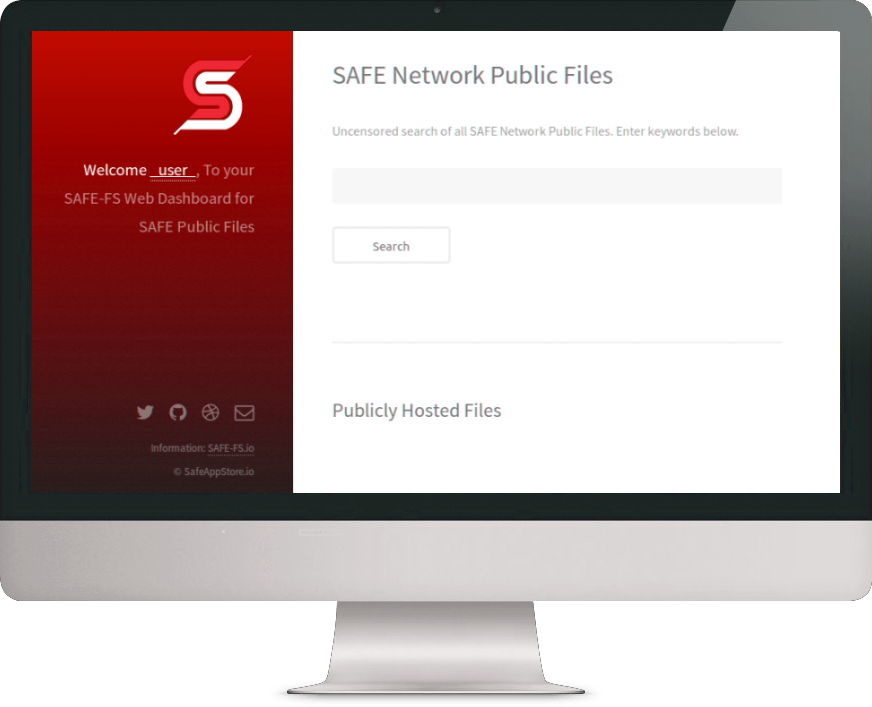 Welcome _user_, To your
SAFE-FS Web Dashboard for
SAFE Public Files
Information: SAFE-FS.io
© SafeAppStore.io
SAFE Network Public Files
Uncensored search of all SAFE Network Public Files. Enter keywords below.
Search
Publicly Hosted Files